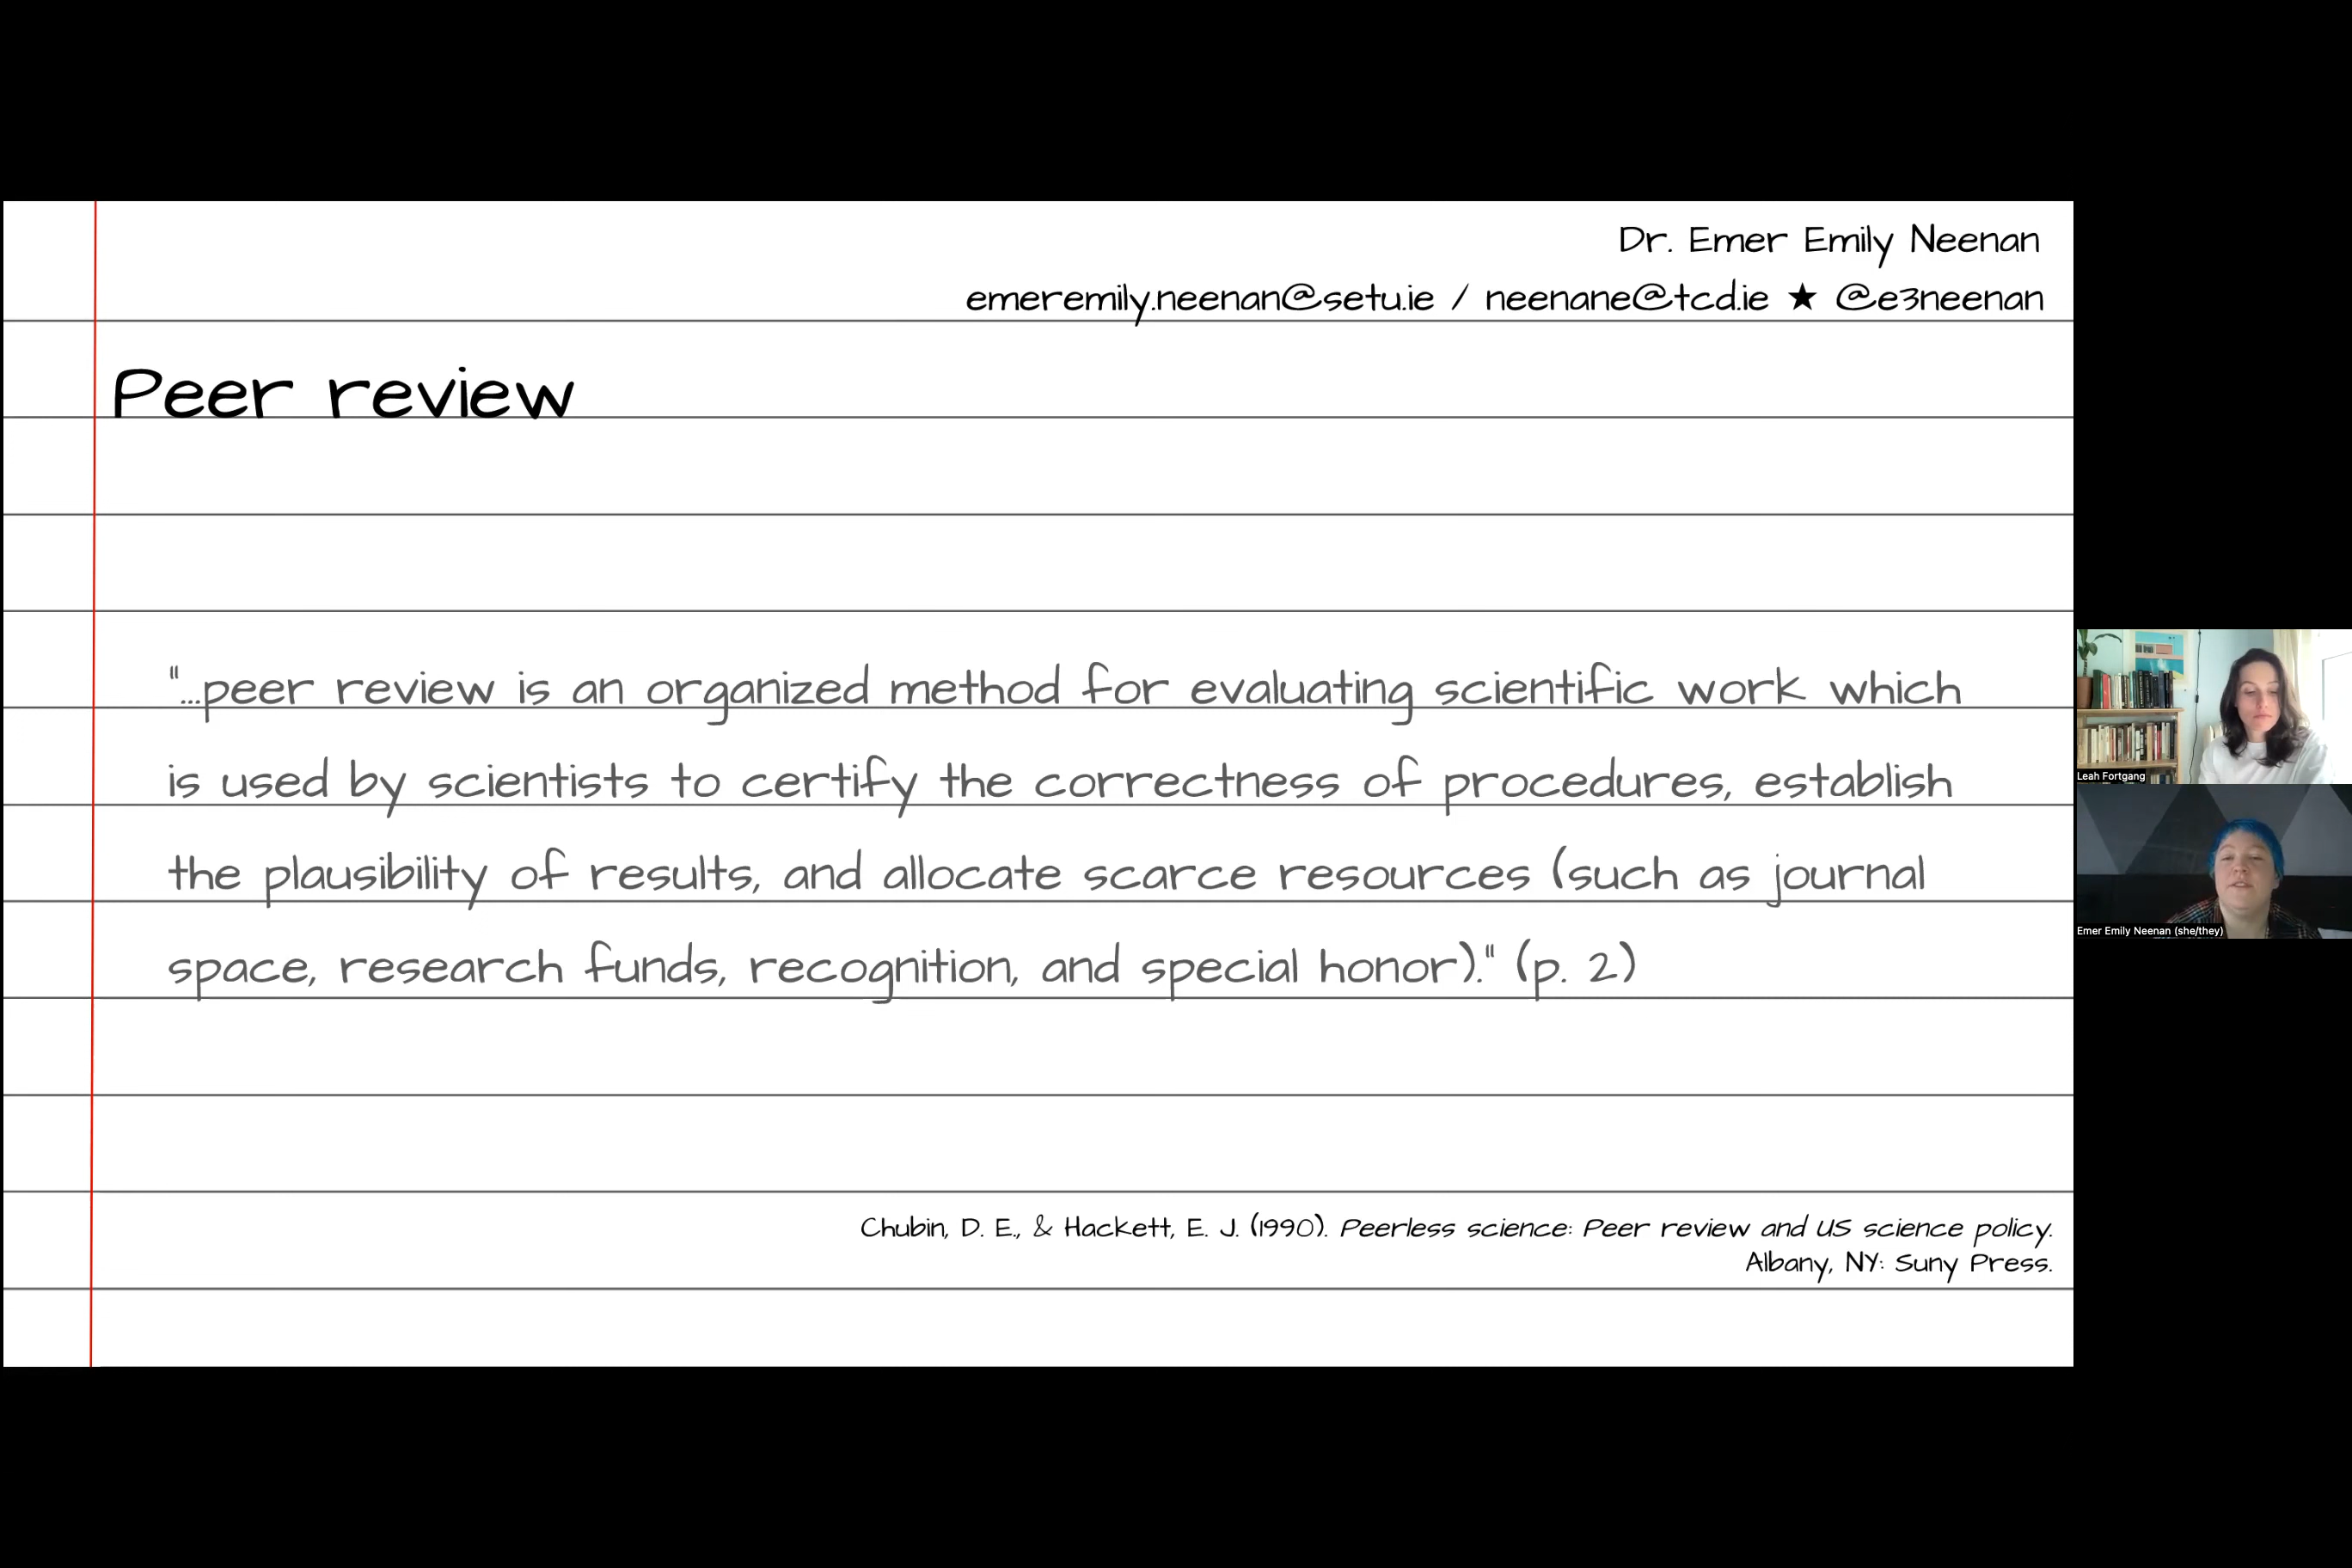 Dr. Emer Emily Neenan
emeremily.neenan@setu.ie / neenane@tcd.ie ★ @e3neenan
Peer review
"...peer review is an organized method for evaluating scientific work which
is used by scientists to certify the correctness of procedures, establish
the plausibility of results, and allocate scarce resources (such as journal
space, research funds, recognition, and special honor)." (p. 2)
Chubin, D. E., & Hackett, E. J. (1990). Peerless science: Peer review and US science policy.
Albany, NY: Suny Press.
Leah Fortgang
Emer Emily Neenan (she/they)